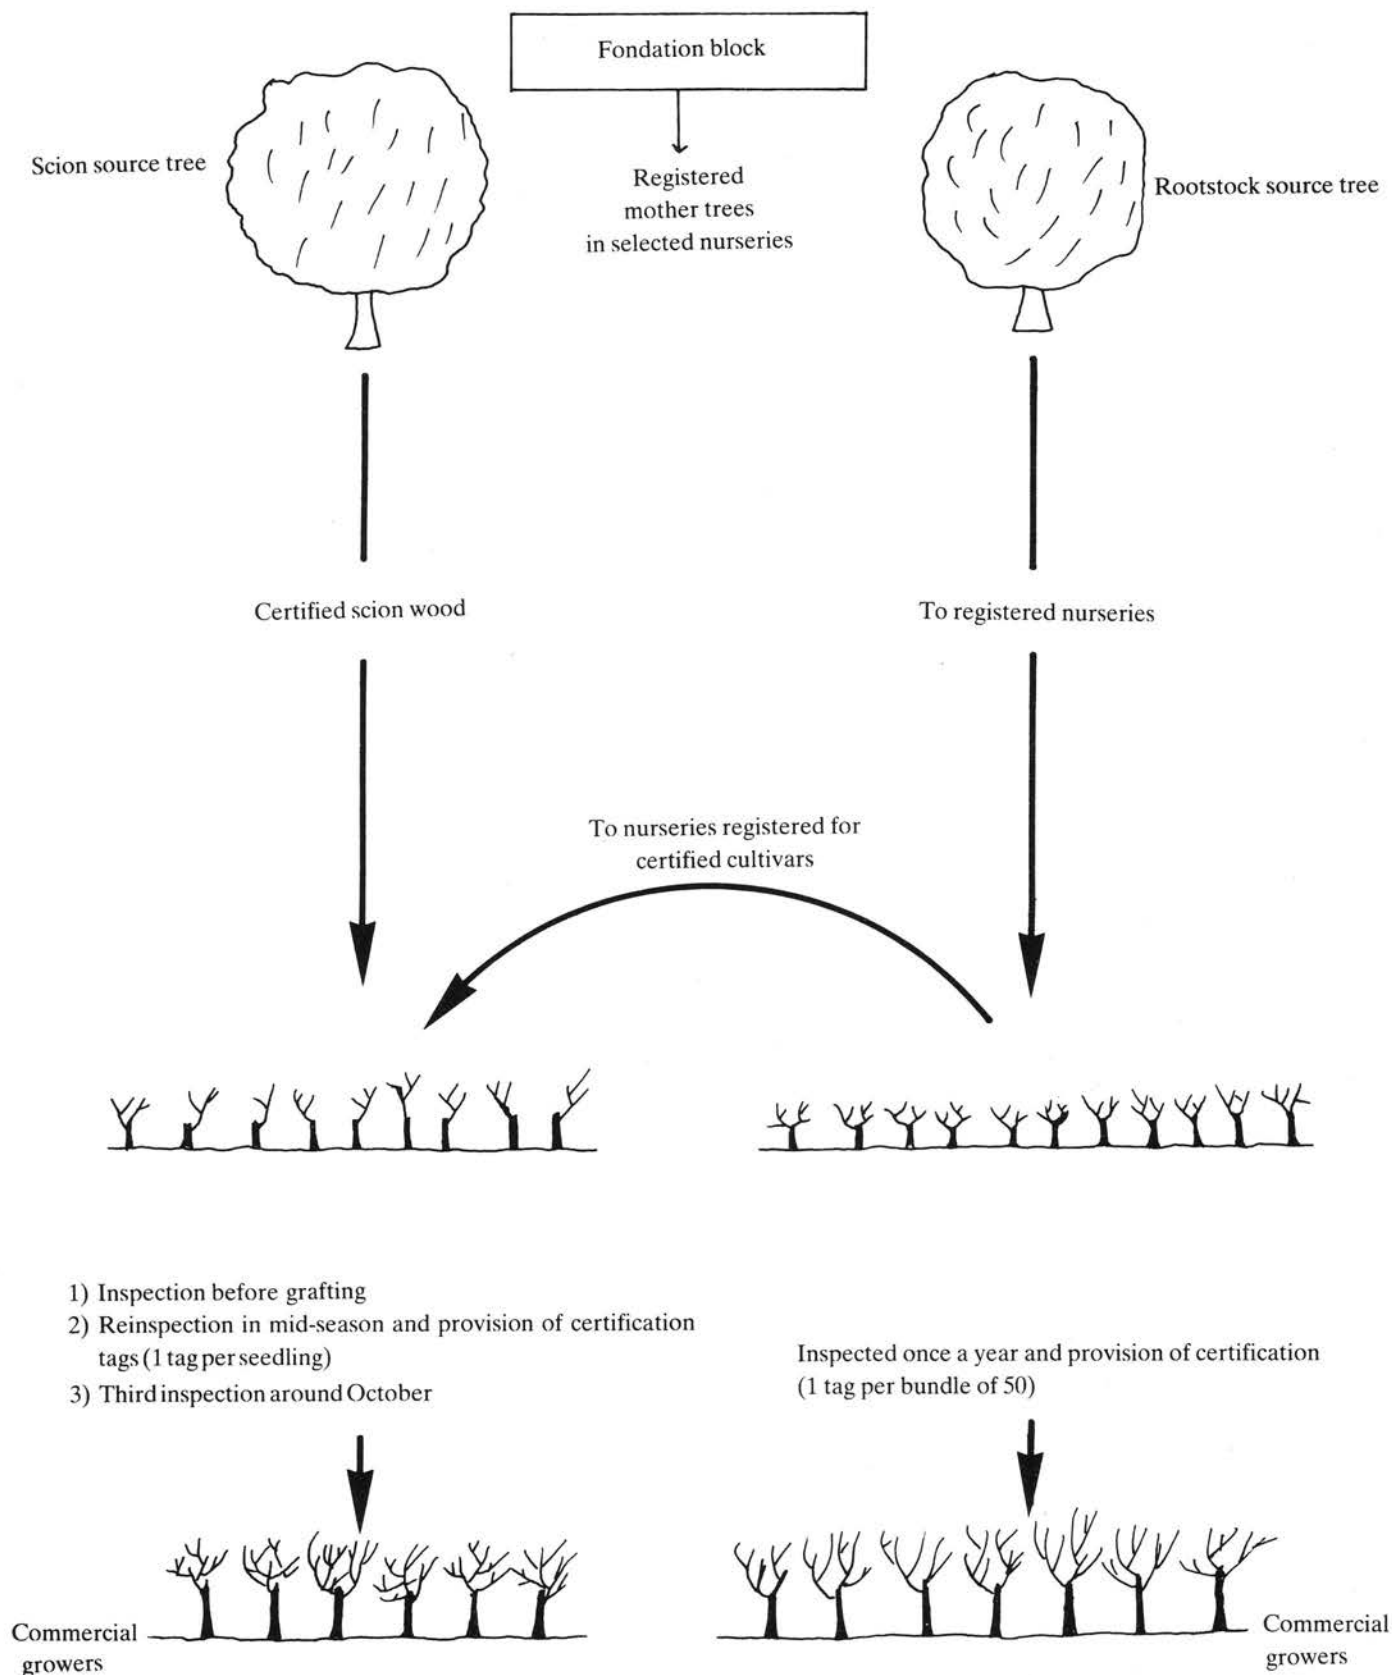 Fondation block
Scion source tree
Registered
mother trees
in selected nurseries
Rootstock source tree
Certified scion wood
To registered nurseries
To nurseries registered for
certified cultivars
1) Inspection before grafting
2) Reinspection in mid-season and provision of certification
tags (1 tag per seedling)
3) Third inspection around October
Inspected once a year and provision of certification
(1 tag per bundle of 50)
Commercial
growers
Commercial
growers